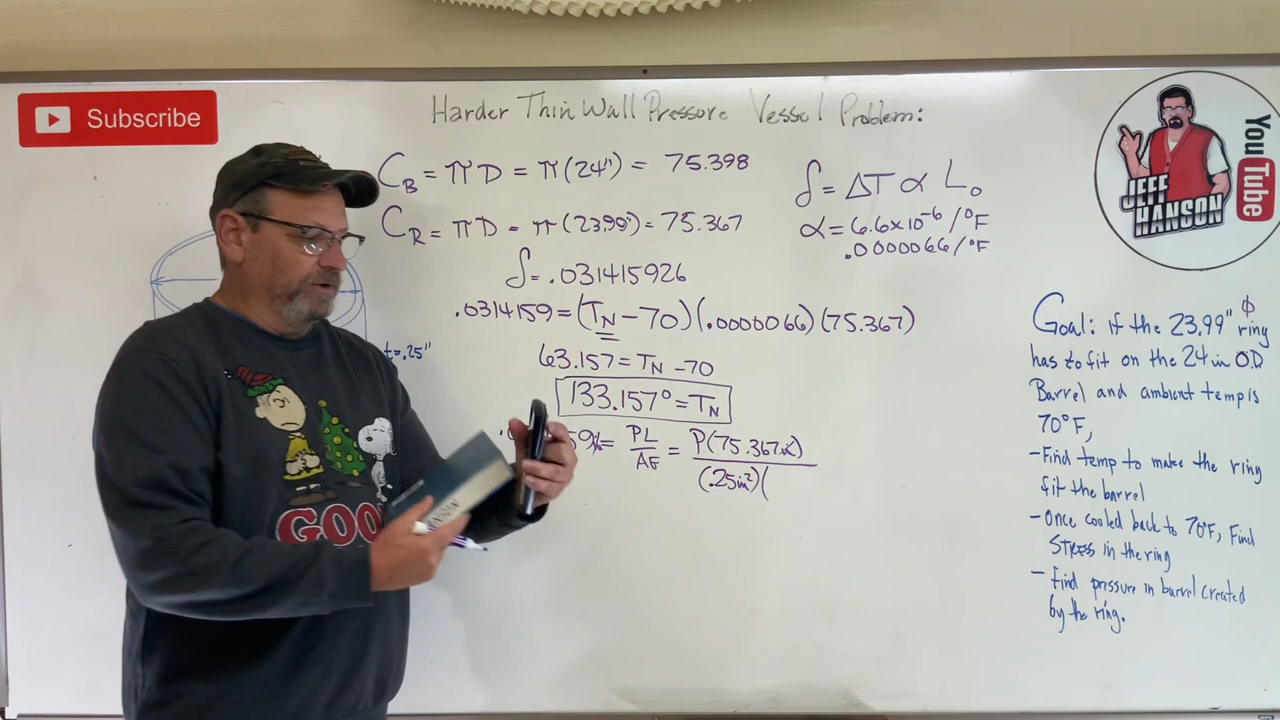 Subscribe
Harder Thin Wall Pressure Vessel Problem:
C_B = πD = π(24") = 75.398
C_R = πD = π(23.99") = 75.367
δ = .031415926
.0314159 = (T_N − 70)(.0000066)(75.367)
63.157 = T_N − 70
133.157° = T_N
= PL/AE = P(75.367in)/(.25in²)(
δ = ΔT α L₀
α = 6.6x10⁻⁶/°F
.0000066/°F
t=.25"
GOO
JEFF
HANSON
YouTube
Goal: if the 23.99" ϕ ring
has to fit on the 24 in O.D
Barrel and ambient temp is
70°F,
- Find temp to make the ring
fit the barrel
- Once cooled back to 70°F, Find
STRESS in the ring
- find pressure in barrel created
by the ring.